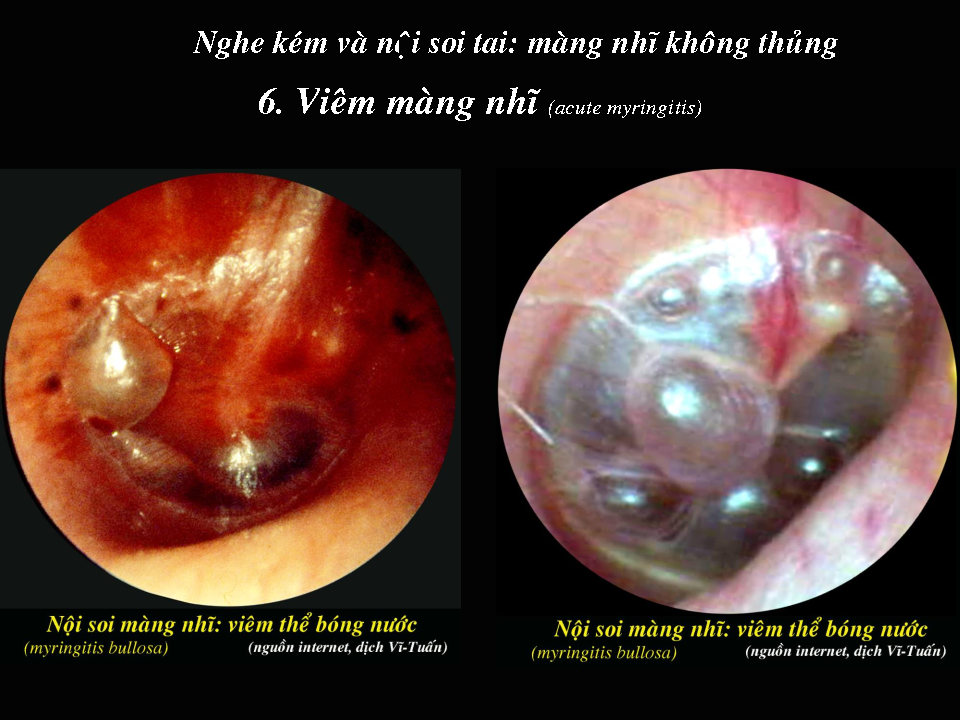 Nghe kém và nội soi tai: màng nhĩ không thủng
6. Viêm màng nhĩ (acute myringitis)
Nội soi màng nhĩ: viêm thể bóng nước
(myringitis bullosa) (nguồn internet, dịch Vĩ-Tuấn)
Nội soi màng nhĩ: viêm thể bóng nước
(myringitis bullosa) (nguồn internet, dịch Vĩ-Tuấn)